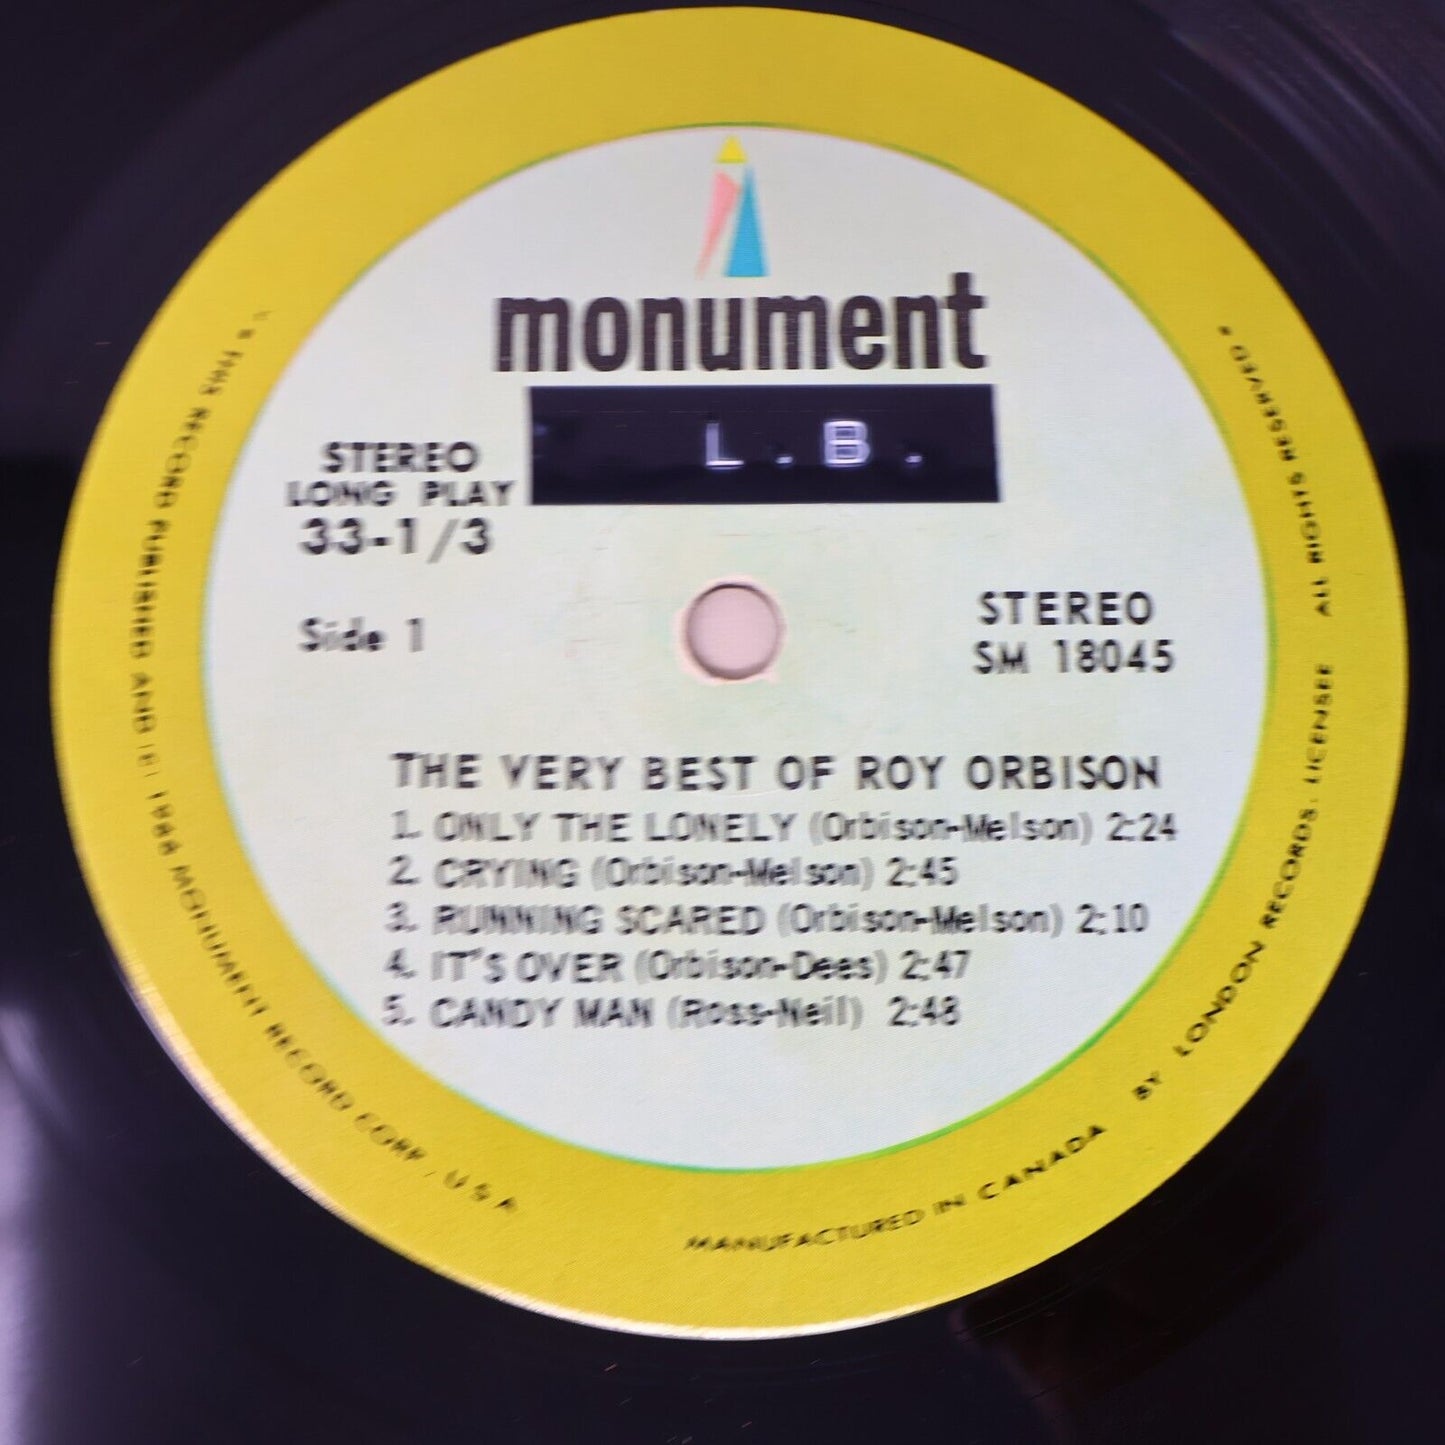 monument
L.B.
STEREO
LONG PLAY
33-1/3
Side 1
STEREO
SM 18045
THE VERY BEST OF ROY ORBISON
1. ONLY THE LONELY (Orbison-Melson) 2:24
2. CRYING (Orbison-Melson) 2:45
3. RUNNING SCARED (Orbison-Melson) 2:10
4. IT'S OVER (Orbison-Dees) 2:47
5. CANDY MAN (Ross-Neil) 2:48
RECORD PUBLISHED AND (C) 1966 MONUMENT RECORD CORP., U S A
MANUFACTURED IN CANADA BY LONDON RECORDS: LICENSEE ALL RIGHTS RESERVED